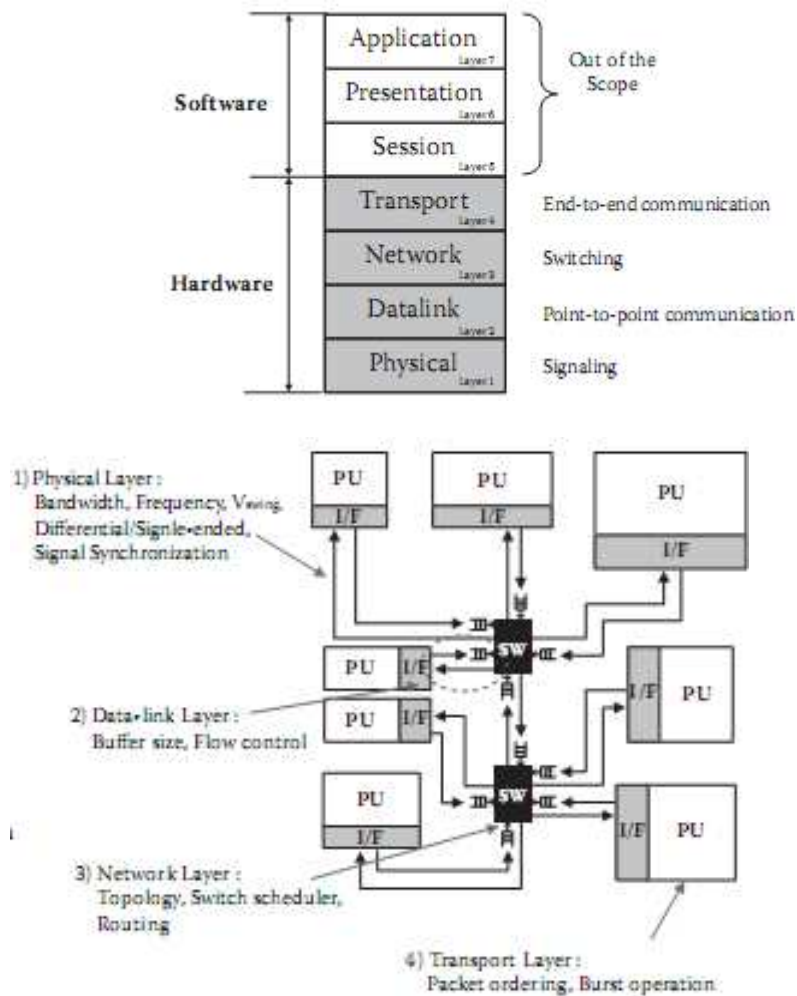 Application
Layer 7
Presentation
Layer 6
Session
Layer 5
Transport
Layer 4
Network
Layer 3
Datalink
Layer 2
Physical
Layer 1
Software
Hardware
Out of the
Scope
End-to-end communication
Switching
Point-to-point communication
Signaling
1) Physical Layer :
Bandwidth, Frequency, Vswing,
Differential/Signle-ended,
Signal Synchronization
PU
I/F
PU
I/F
PU
I/F
SW
PU I/F
PU I/F
I/F PU
2) Data-link Layer :
Buffer size, Flow control
SW
PU
I/F
I/F PU
3) Network Layer :
Topology, Switch scheduler,
Routing
4) Transport Layer :
Packet ordering, Burst operation